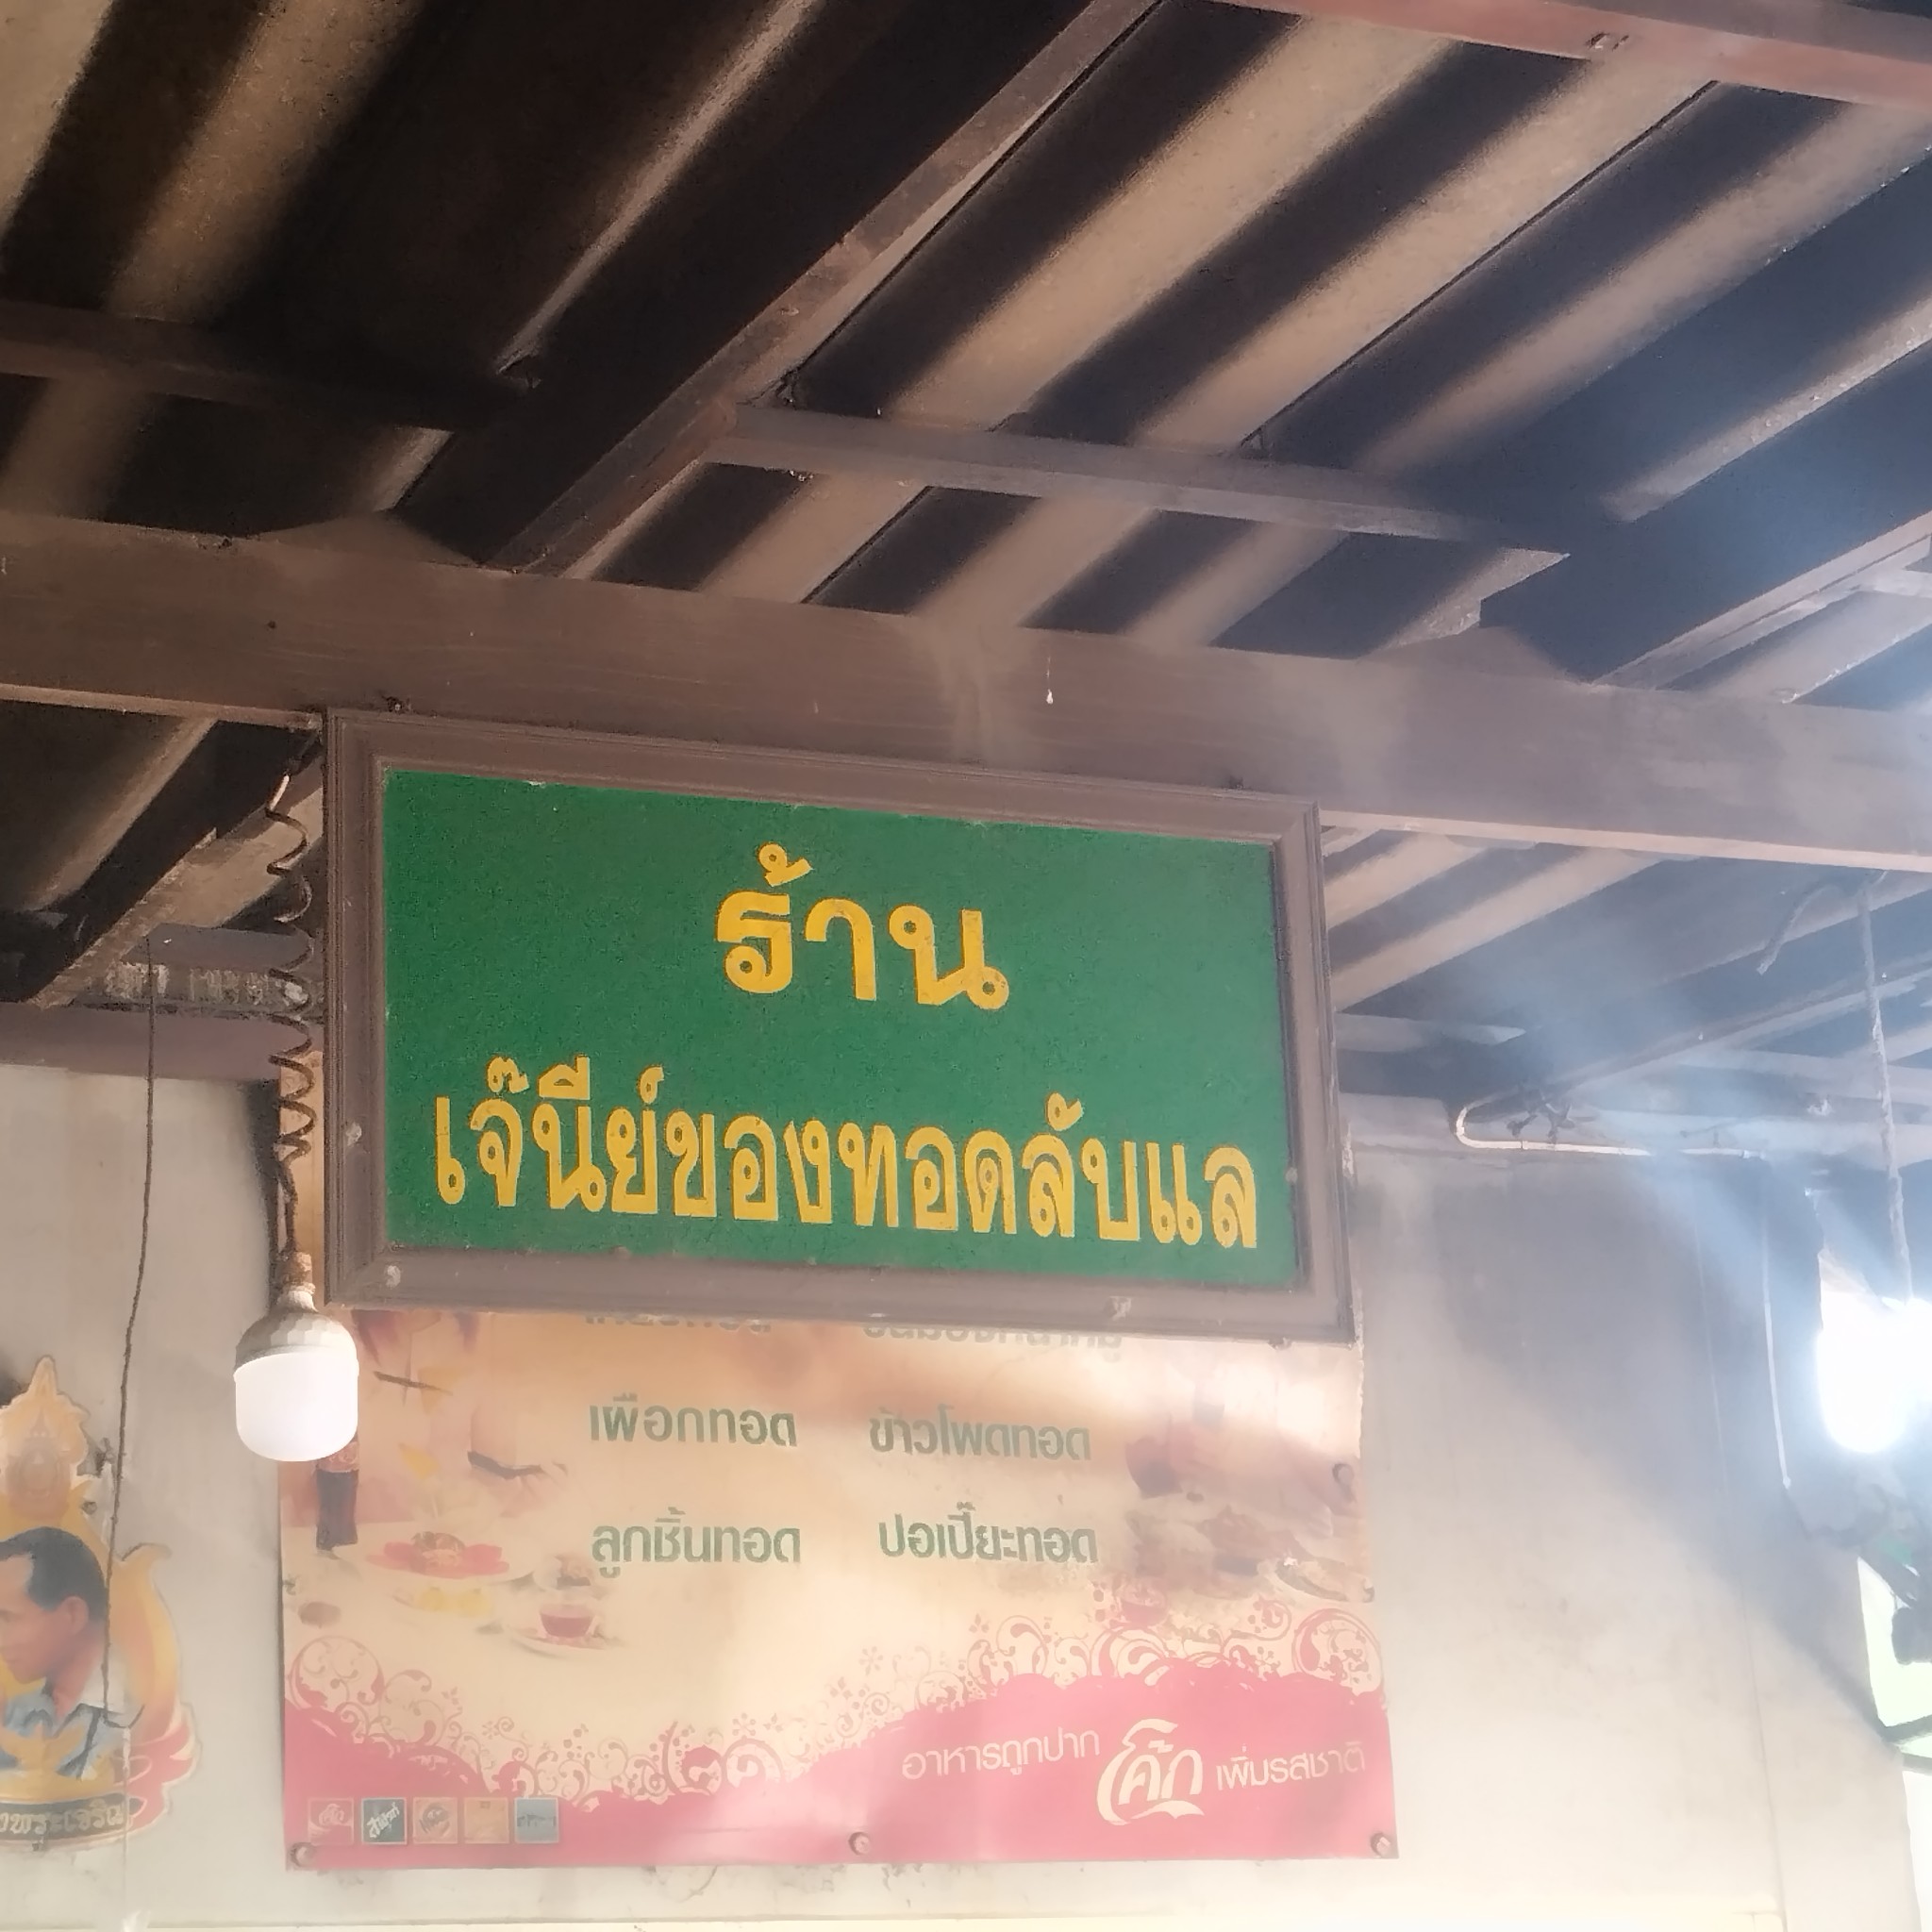 ร้าน
เจ๊นีย์ของทอดลับแล
เผือกทอด ข้าวโพดทอด
ลูกชิ้นทอด ปอเปี๊ยะทอด
อาหารถูกปาก โค้ก เพิ่มรสชาติ